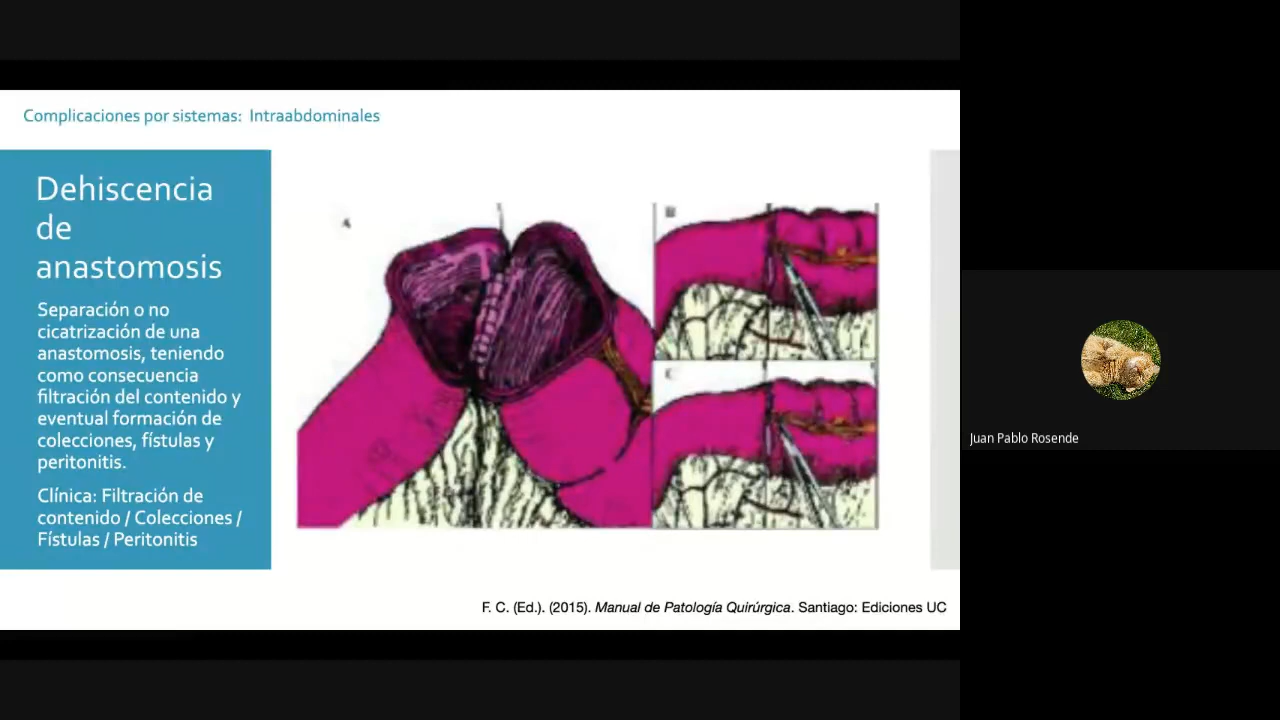 Complicaciones por sistemas: Intraabdominales
Dehiscencia
de
anastomosis
Separación o no
cicatrización de una
anastomosis, teniendo
como consecuencia
filtración del contenido y
eventual formación de
colecciones, fístulas y
peritonitis.
Clínica: Filtración de
contenido / Colecciones /
Fístulas / Peritonitis
A
B
C
F. C. (Ed.). (2015). Manual de Patología Quirúrgica. Santiago: Ediciones UC
Juan Pablo Rosende